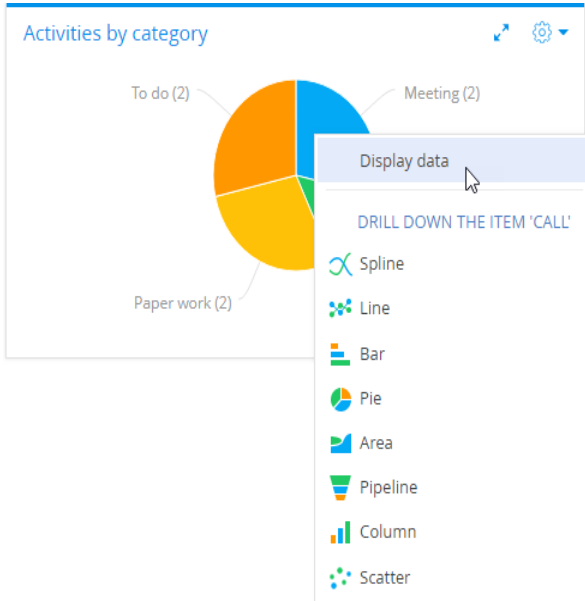 Activities by category
To do (2)
Meeting (2)
Display data
DRILL DOWN THE ITEM 'CALL'
Spline
Line
Paper work (2)
Bar
Pie
Area
Pipeline
Column
Scatter